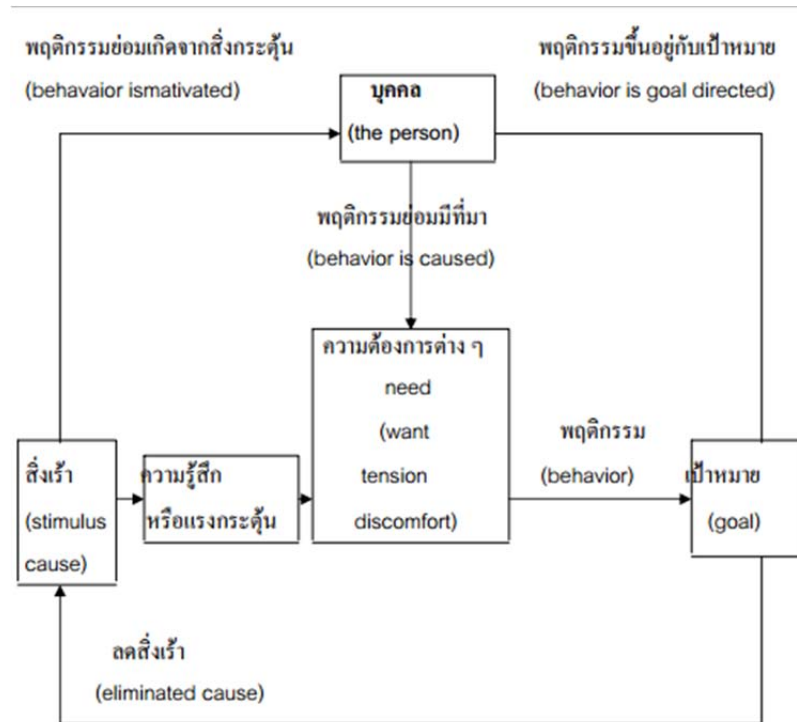 พฤติกรรมย่อมเกิดจากสิ่งกระตุ้น
(behavaior ismativated)
พฤติกรรมขึ้นอยู่กับเป้าหมาย
(behavior is goal directed)
บุคคล
(the person)
พฤติกรรมย่อมมีที่มา
(behavior is caused)
ความต้องการต่าง ๆ
need
(want
tension
discomfort)
สิ่งเร้า
(stimulus
cause)
ความรู้สึก
หรือแรงกระตุ้น
พฤติกรรม
(behavior)
เป้าหมาย
(goal)
ลดสิ่งเร้า
(eliminated cause)